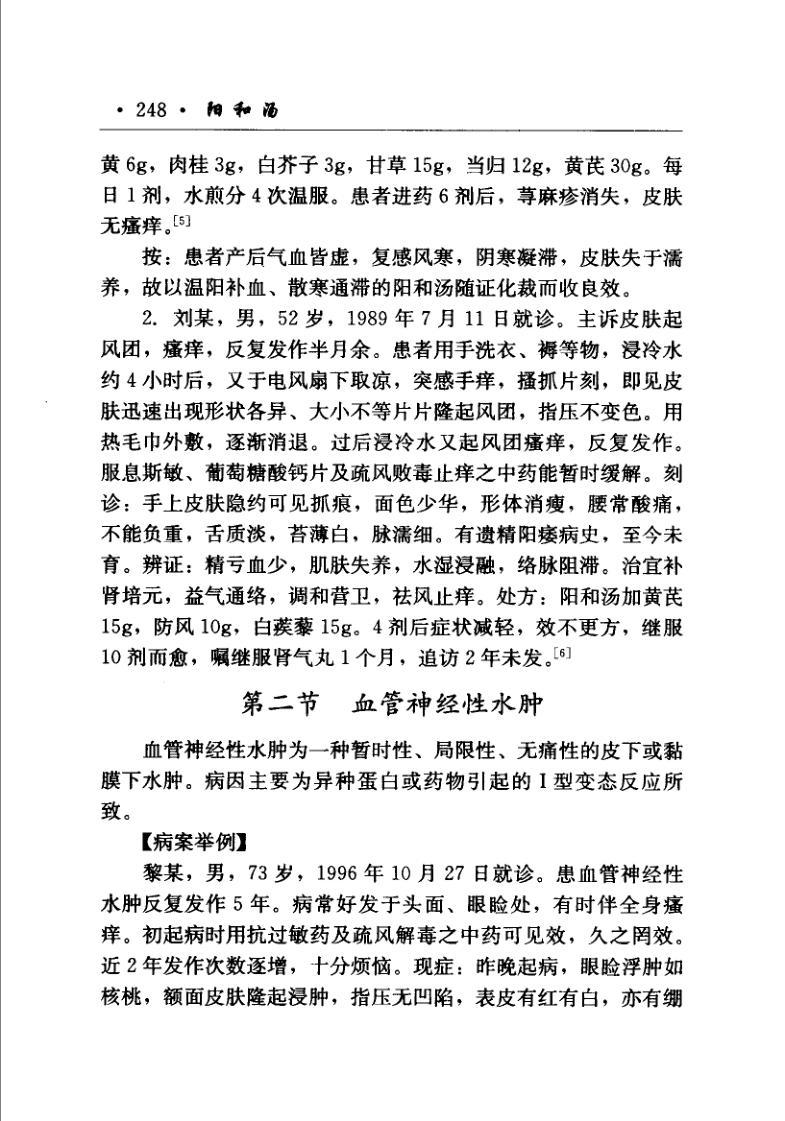 · 248 · 阳和汤
黄 6g，肉桂 3g，白芥子 3g，甘草 15g，当归 12g，黄芪 30g。每
日 1 剂，水煎分 4 次温服。患者进药 6 剂后，荨麻疹消失，皮肤
无瘙痒。[5]
按：患者产后气血皆虚，复感风寒，阴寒凝滞，皮肤失于濡
养，故以温阳补血、散寒通滞的阳和汤随证化裁而收良效。
2. 刘某，男，52 岁，1989 年 7 月 11 日就诊。主诉皮肤起
风团，瘙痒，反复发作半月余。患者用手洗衣、褥等物，浸冷水
约 4 小时后，又于电风扇下取凉，突感手痒，搔抓片刻，即见皮
肤迅速出现形状各异、大小不等片片隆起风团，指压不变色。用
热毛巾外敷，逐渐消退。过后浸冷水又起风团瘙痒，反复发作。
服息斯敏、葡萄糖酸钙片及疏风败毒止痒之中药能暂时缓解。刻
诊：手上皮肤隐约可见抓痕，面色少华，形体消瘦，腰常酸痛，
不能负重，舌质淡，苔薄白，脉濡细。有遗精阳痿病史，至今未
育。辨证：精亏血少，肌肤失养，水湿浸融，络脉阻滞。治宜补
肾培元，益气通络，调和营卫，祛风止痒。处方：阳和汤加黄芪
15g，防风 10g，白蒺藜 15g。4 剂后症状减轻，效不更方，继服
10 剂而愈，嘱继服肾气丸 1 个月，追访 2 年未发。[6]
第二节 血管神经性水肿
血管神经性水肿为一种暂时性、局限性、无痛性的皮下或黏
膜下水肿。病因主要为异种蛋白或药物引起的 I 型变态反应所
致。
【病案举例】
黎某，男，73 岁，1996 年 10 月 27 日就诊。患血管神经性
水肿反复发作 5 年。病常好发于头面、眼睑处，有时伴全身瘙
痒。初起病时用抗过敏药及疏风解毒之中药可见效，久之罔效。
近 2 年发作次数逐增，十分烦恼。现症：昨晚起病，眼睑浮肿如
核桃，额面皮肤隆起浸肿，指压无凹陷，表皮有红有白，亦有绷